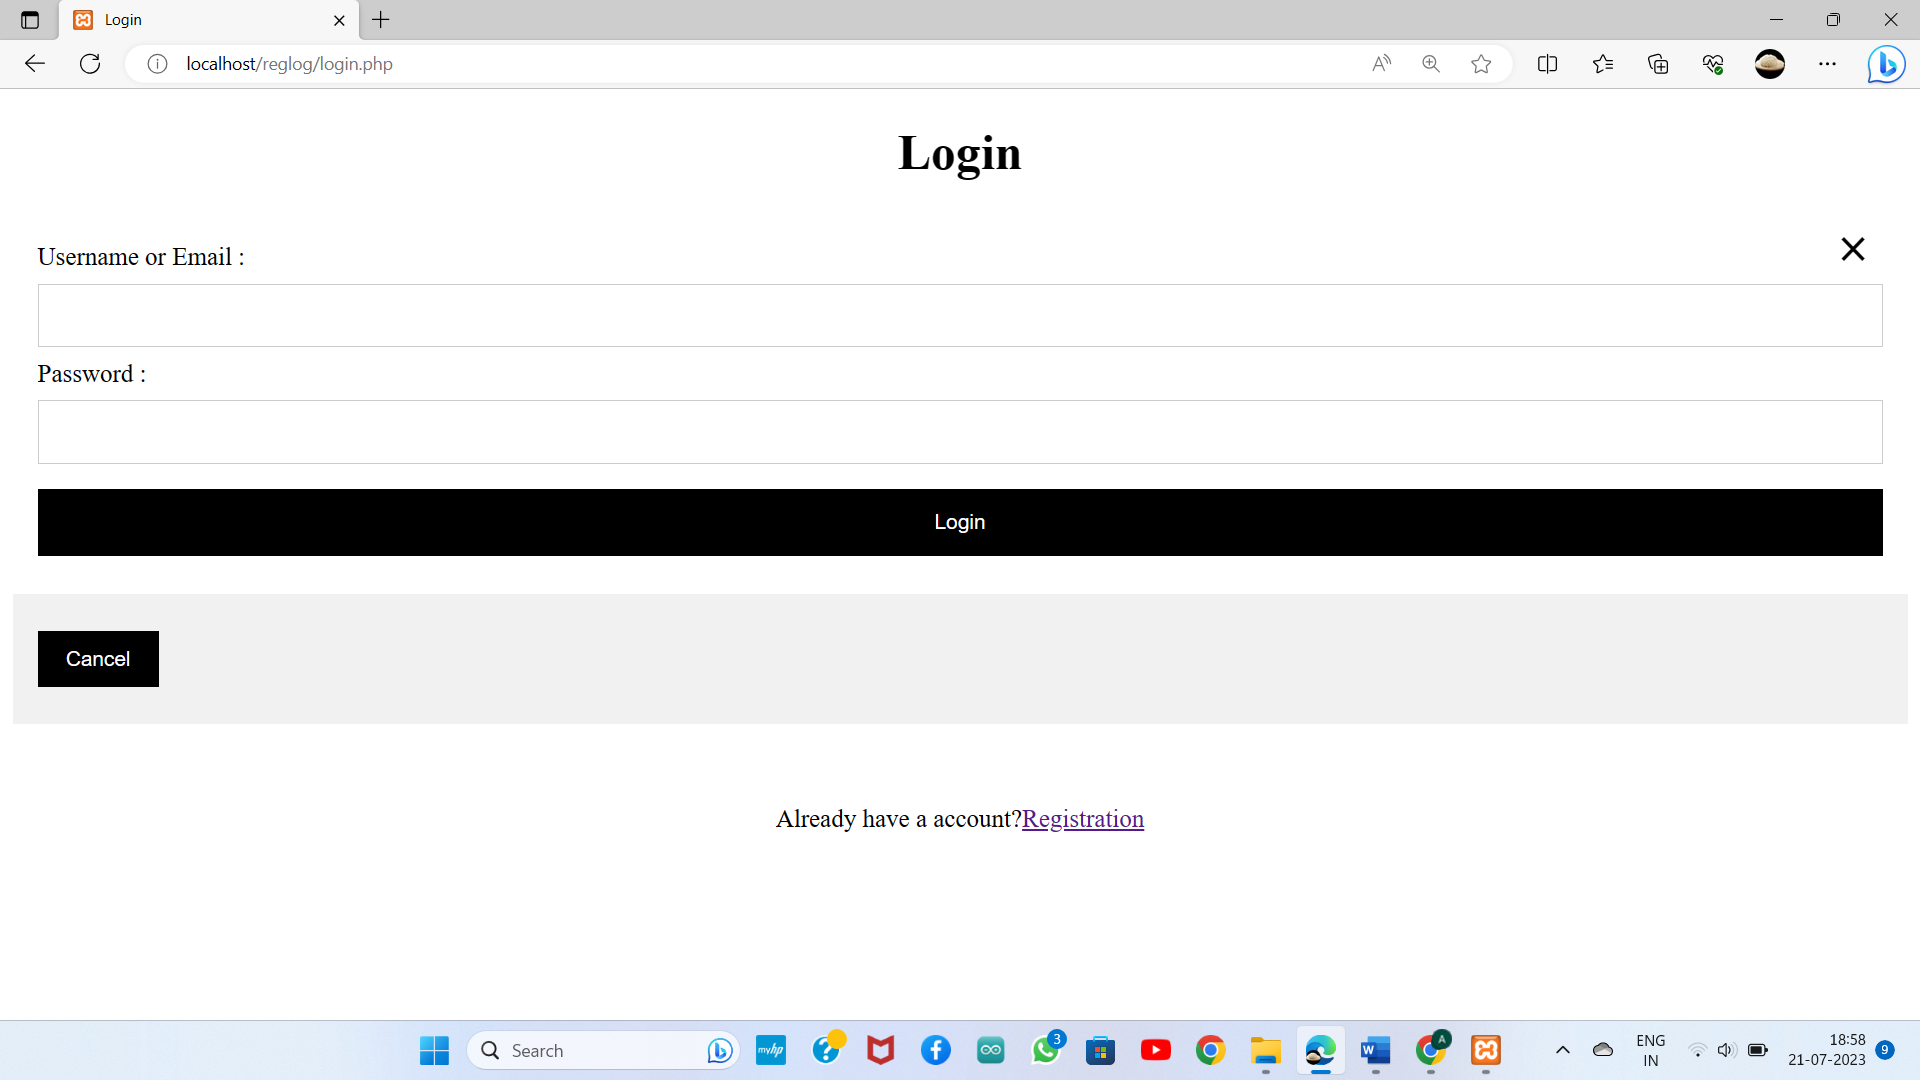 Login
localhost/reglog/login.php
Login
Username or Email :
Password :
Login
Cancel
Already have a account?Registration
Search
myhp
3
W
A
ENG
IN
18:58
21-07-2023
9